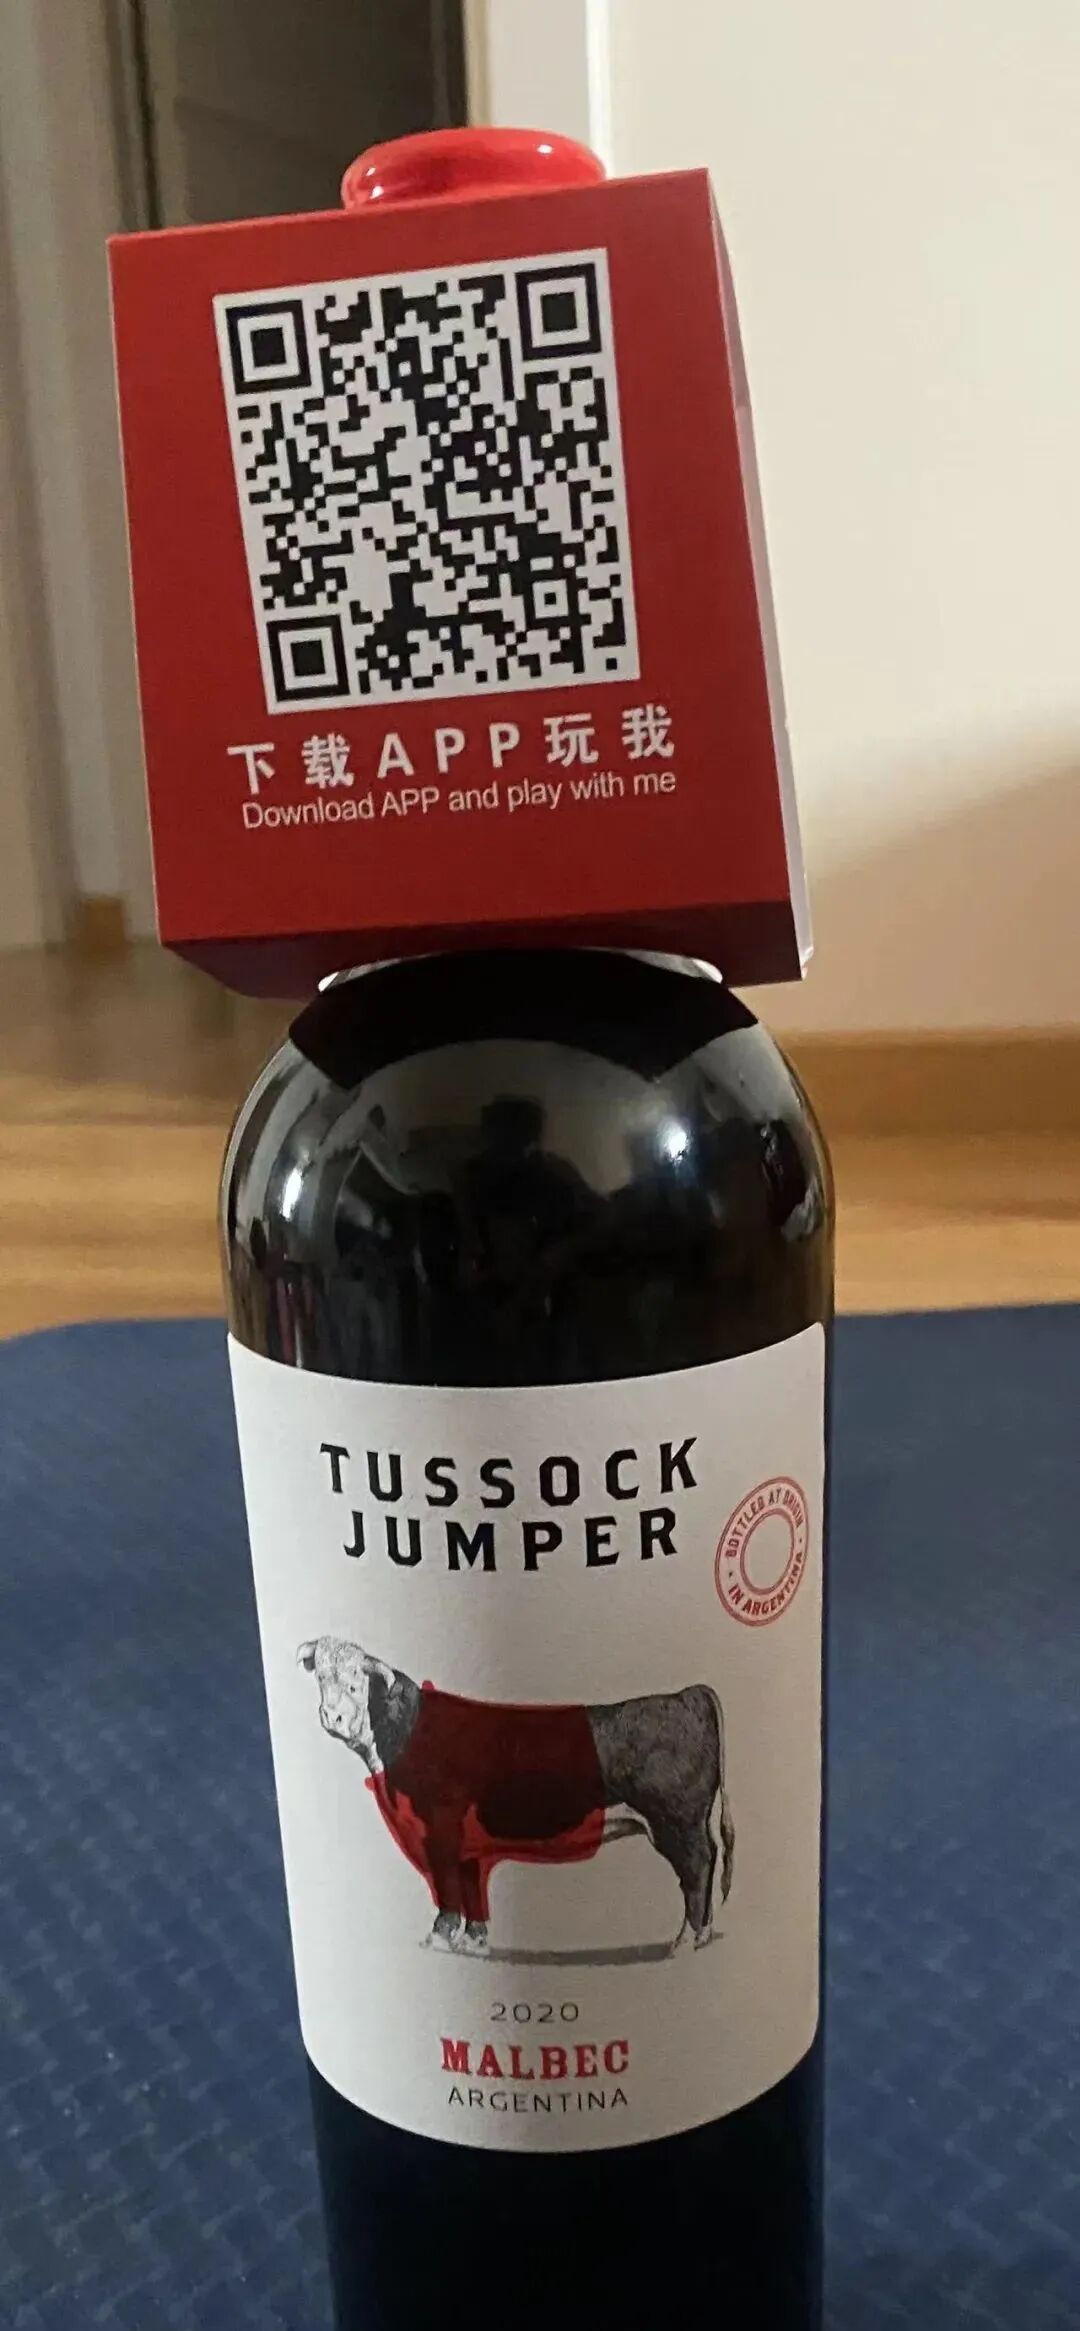 下载APP玩我
Download APP and play with me
TUSSOCK
JUMPER
BOTTLED AT ORIGIN
· IN ARGENTINA ·
2020
MALBEC
ARGENTINA